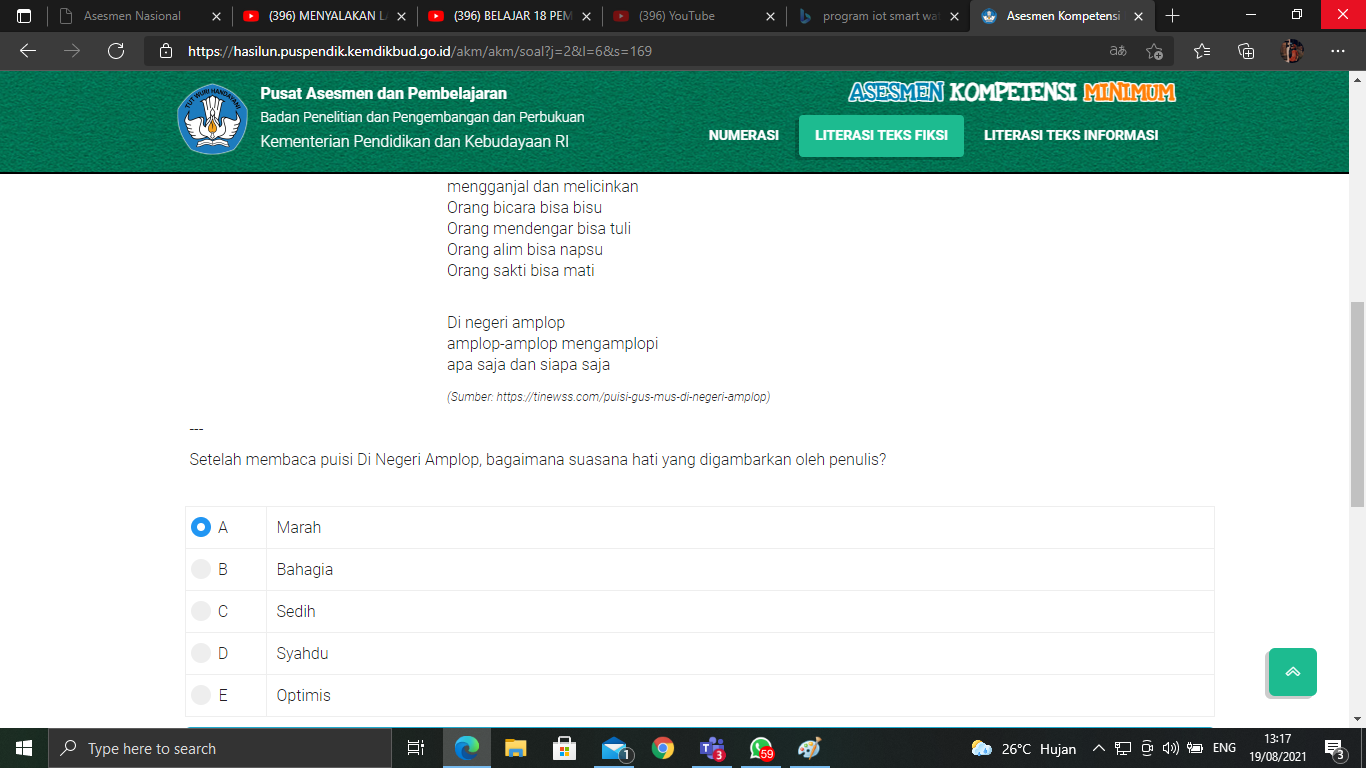 Asesmen Nasional
(396) MENYALAKAN L
(396) BELAJAR 18 PEM
(396) YouTube
program iot smart wat
Asesmen Kompetensi
https://hasilun.puspendik.kemdikbud.go.id/akm/akm/soal?j=2&l=6&s=169
TUT WURI HANDAYANI
Pusat Asesmen dan Pembelajaran
Badan Penelitian dan Pengembangan dan Perbukuan
Kementerian Pendidikan dan Kebudayaan RI
ASESMEN KOMPETENSI MINIMUM
NUMERASI
LITERASI TEKS FIKSI
LITERASI TEKS INFORMASI
mengganjal dan melicinkan
Orang bicara bisa bisu
Orang mendengar bisa tuli
Orang alim bisa napsu
Orang sakti bisa mati
Di negeri amplop
amplop-amplop mengamplopi
apa saja dan siapa saja
(Sumber: https://tinewss.com/puisi-gus-mus-di-negeri-amplop)
---
Setelah membaca puisi Di Negeri Amplop, bagaimana suasana hati yang digambarkan oleh penulis?
A Marah
B Bahagia
C Sedih
D Syahdu
E Optimis
Type here to search
1
3
59
26°C Hujan
ENG
13:17
19/08/2021
3